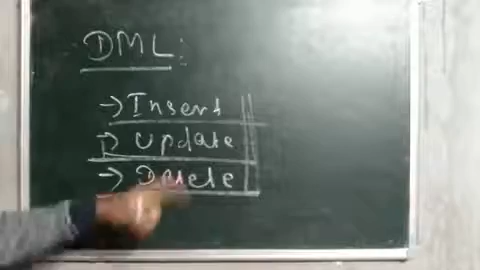 DML:
→ Insert
→ Update
→ Delete